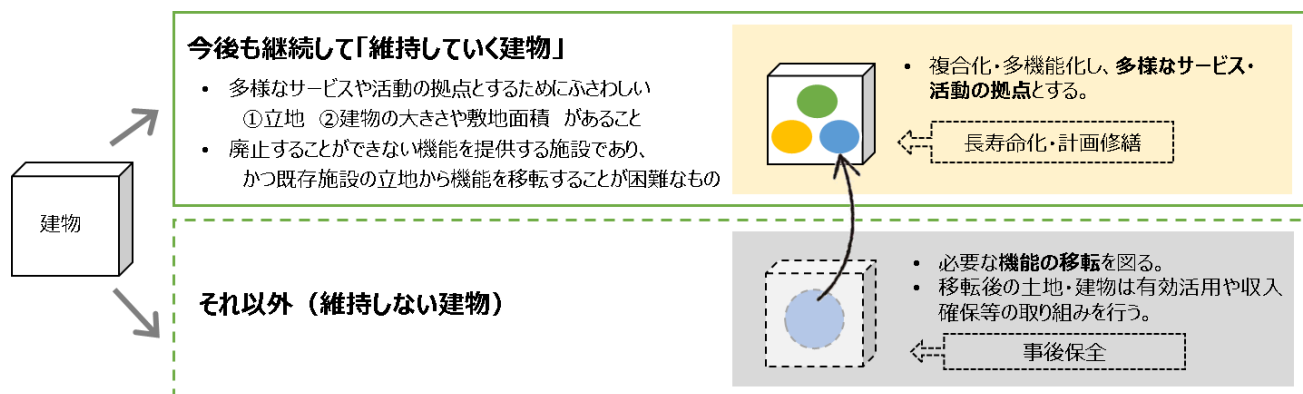 建物
今後も継続して「維持していく建物」
• 多様なサービスや活動の拠点とするためにふさわしい
①立地 ②建物の大きさや敷地面積 があること
• 廃止することができない機能を提供する施設であり、
かつ既存施設の立地から機能を移転することが困難なもの
• 複合化・多機能化し、多様なサービス・
活動の拠点とする。
長寿命化・計画修繕
それ以外（維持しない建物）
• 必要な機能の移転を図る。
• 移転後の土地・建物は有効活用や収入
確保等の取り組みを行う。
事後保全